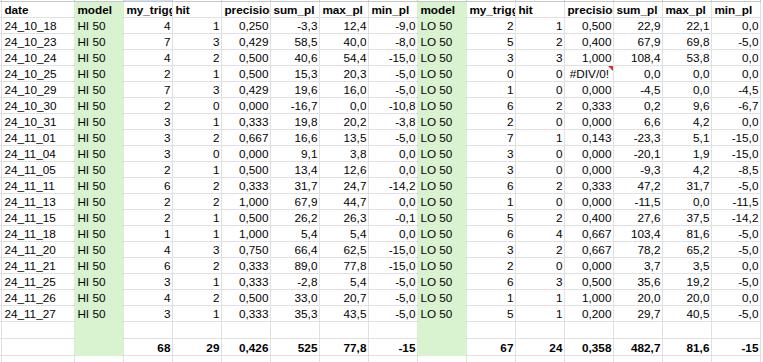 date model my_trigg hit precisio sum_pl max_pl min_pl model my_trigg hit precisio sum_pl max_pl min_pl
24_10_18 HI 50 4 1 0,250 -3,3 12,4 -9,0 LO 50 2 1 0,500 22,9 22,1 0,0
24_10_23 HI 50 7 3 0,429 58,5 40,0 -8,0 LO 50 5 2 0,400 67,9 69,8 -5,0
24_10_24 HI 50 4 2 0,500 40,6 54,4 -15,0 LO 50 3 3 1,000 108,4 53,8 0,0
24_10_25 HI 50 2 1 0,500 15,3 20,3 -5,0 LO 50 0 0 #DIV/0! 0,0 0,0 0,0
24_10_29 HI 50 7 3 0,429 19,6 16,0 -5,0 LO 50 1 0 0,000 -4,5 0,0 -4,5
24_10_30 HI 50 2 0 0,000 -16,7 0,0 -10,8 LO 50 6 2 0,333 0,2 9,6 -6,7
24_10_31 HI 50 3 1 0,333 19,8 20,2 -3,8 LO 50 2 0 0,000 6,6 4,2 0,0
24_11_01 HI 50 3 2 0,667 16,6 13,5 -5,0 LO 50 7 1 0,143 -23,3 5,1 -15,0
24_11_04 HI 50 3 0 0,000 9,1 3,8 0,0 LO 50 3 0 0,000 -20,1 1,9 -15,0
24_11_05 HI 50 2 1 0,500 13,4 12,6 0,0 LO 50 3 0 0,000 -9,3 4,2 -8,5
24_11_11 HI 50 6 2 0,333 31,7 24,7 -14,2 LO 50 6 2 0,333 47,2 31,7 -5,0
24_11_13 HI 50 2 2 1,000 67,9 44,7 0,0 LO 50 1 0 0,000 -11,5 0,0 -11,5
24_11_15 HI 50 2 1 0,500 26,2 26,3 -0,1 LO 50 5 2 0,400 27,6 37,5 -14,2
24_11_18 HI 50 1 1 1,000 5,4 5,4 0,0 LO 50 6 4 0,667 103,4 81,6 -5,0
24_11_20 HI 50 4 3 0,750 66,4 62,5 -15,0 LO 50 3 2 0,667 78,2 65,2 -5,0
24_11_21 HI 50 6 2 0,333 89,0 77,8 -15,0 LO 50 2 0 0,000 3,7 3,5 0,0
24_11_25 HI 50 3 1 0,333 -2,8 5,4 -5,0 LO 50 6 3 0,500 35,6 19,2 -5,0
24_11_26 HI 50 4 2 0,500 33,0 20,7 -5,0 LO 50 1 1 1,000 20,0 20,0 0,0
24_11_27 HI 50 3 1 0,333 35,3 43,5 -5,0 LO 50 5 1 0,200 29,7 40,5 -5,0
68 29 0,426 525 77,8 -15 67 24 0,358 482,7 81,6 -15